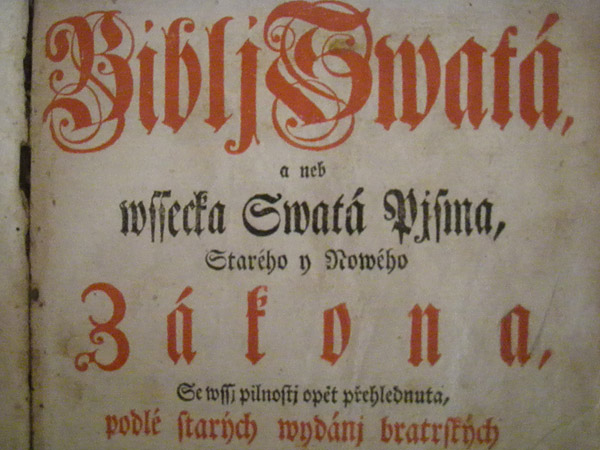 Biblj Swatá,
a neb
wssecka Swatá Pjsma,
Starého y Nowého
Zákona,
Se wssj pilnostj opět přehlednuta,
podlé starých wydánj bratrských